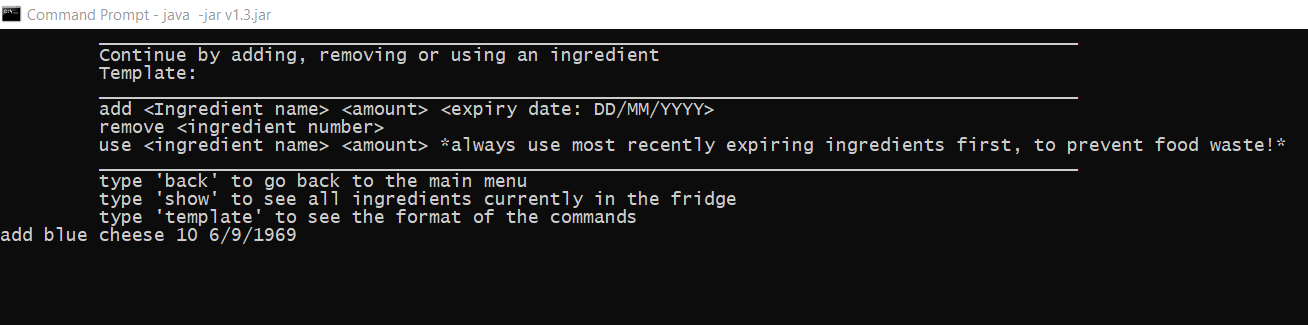 Command Prompt - java  -jar v1.3.jar
Continue by adding, removing or using an ingredient
Template:
add <Ingredient name> <amount> <expiry date: DD/MM/YYYY>
remove <ingredient number>
use <ingredient name> <amount> *always use most recently expiring ingredients first, to prevent food waste!*
type 'back' to go back to the main menu
type 'show' to see all ingredients currently in the fridge
type 'template' to see the format of the commands
add blue cheese 10 6/9/1969